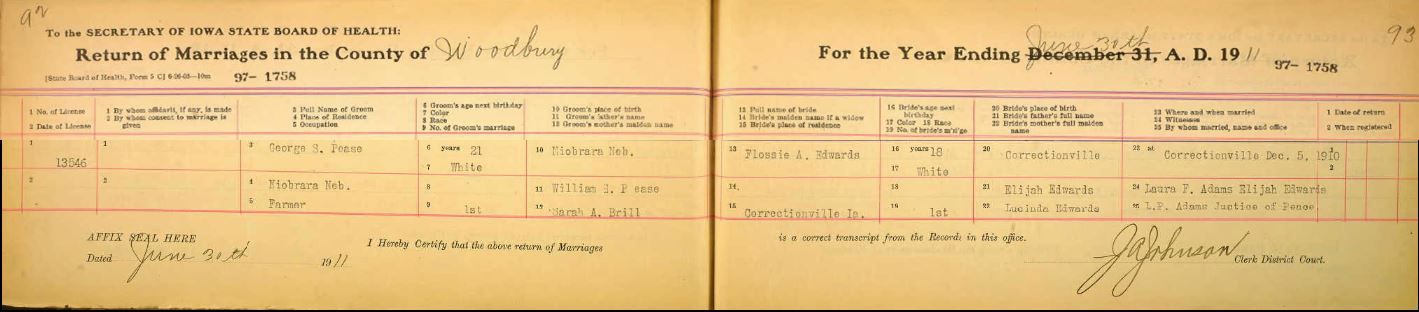 92
To the SECRETARY OF IOWA STATE BOARD OF HEALTH:
Return of Marriages in the County of Woodbury
[State Board of Health, Form 5 C] 6-26-05—10m 97- 1758
1 No. of License
2 Date of License
1 By whom affidavit, if any, is made
2 By whom consent to marriage is given
3 Full Name of Groom
4 Place of Residence
5 Occupation
6 Groom's age next birthday
7 Color
8 Race
9 No. of Groom's marriage
10 Groom's place of birth
11 Groom's father's name
12 Groom's mother's maiden name
1 13546
1
3 George S. Pease
6 years 21
7 White
10 Niobrara Neb.
2
2
4 Niobrara Neb.
5 Farmer
8
9 1st
11 William S. P ease
12 Sarah A. Brill
AFFIX SEAL HERE
Dated June 30th 1911
I Hereby Certify that the above return of Marriages
93
For the Year Ending June 30th December 31, A. D. 1911
97- 1758
13 Full name of bride
14 Bride's maiden name if a widow
15 Bride's place of residence
16 Bride's age next birthday
17 Color 18 Race
19 No. of bride's m'r'ge
20 Bride's place of birth
21 Bride's father's full name
22 Bride's mother's full maiden name
23 Where and when married
24 Witnesses
25 By whom married, name and office
1 Date of return
2 When registered
13 Flossie A. Edwards
16 years 18
17 White
20 Correctionville
23 at Correctionville Dec. 5, 1910
1
2
14.
15 Correctionville Ia.
18
19 1st
21 Elijah Edwards
22 Lucinda Edwards
24 Laura F. Adams Elijah Edwards
25 L.P. Adams Justice of Peace.
is a correct transcript from the Records in this office.
J A Johnson Clerk District Court.